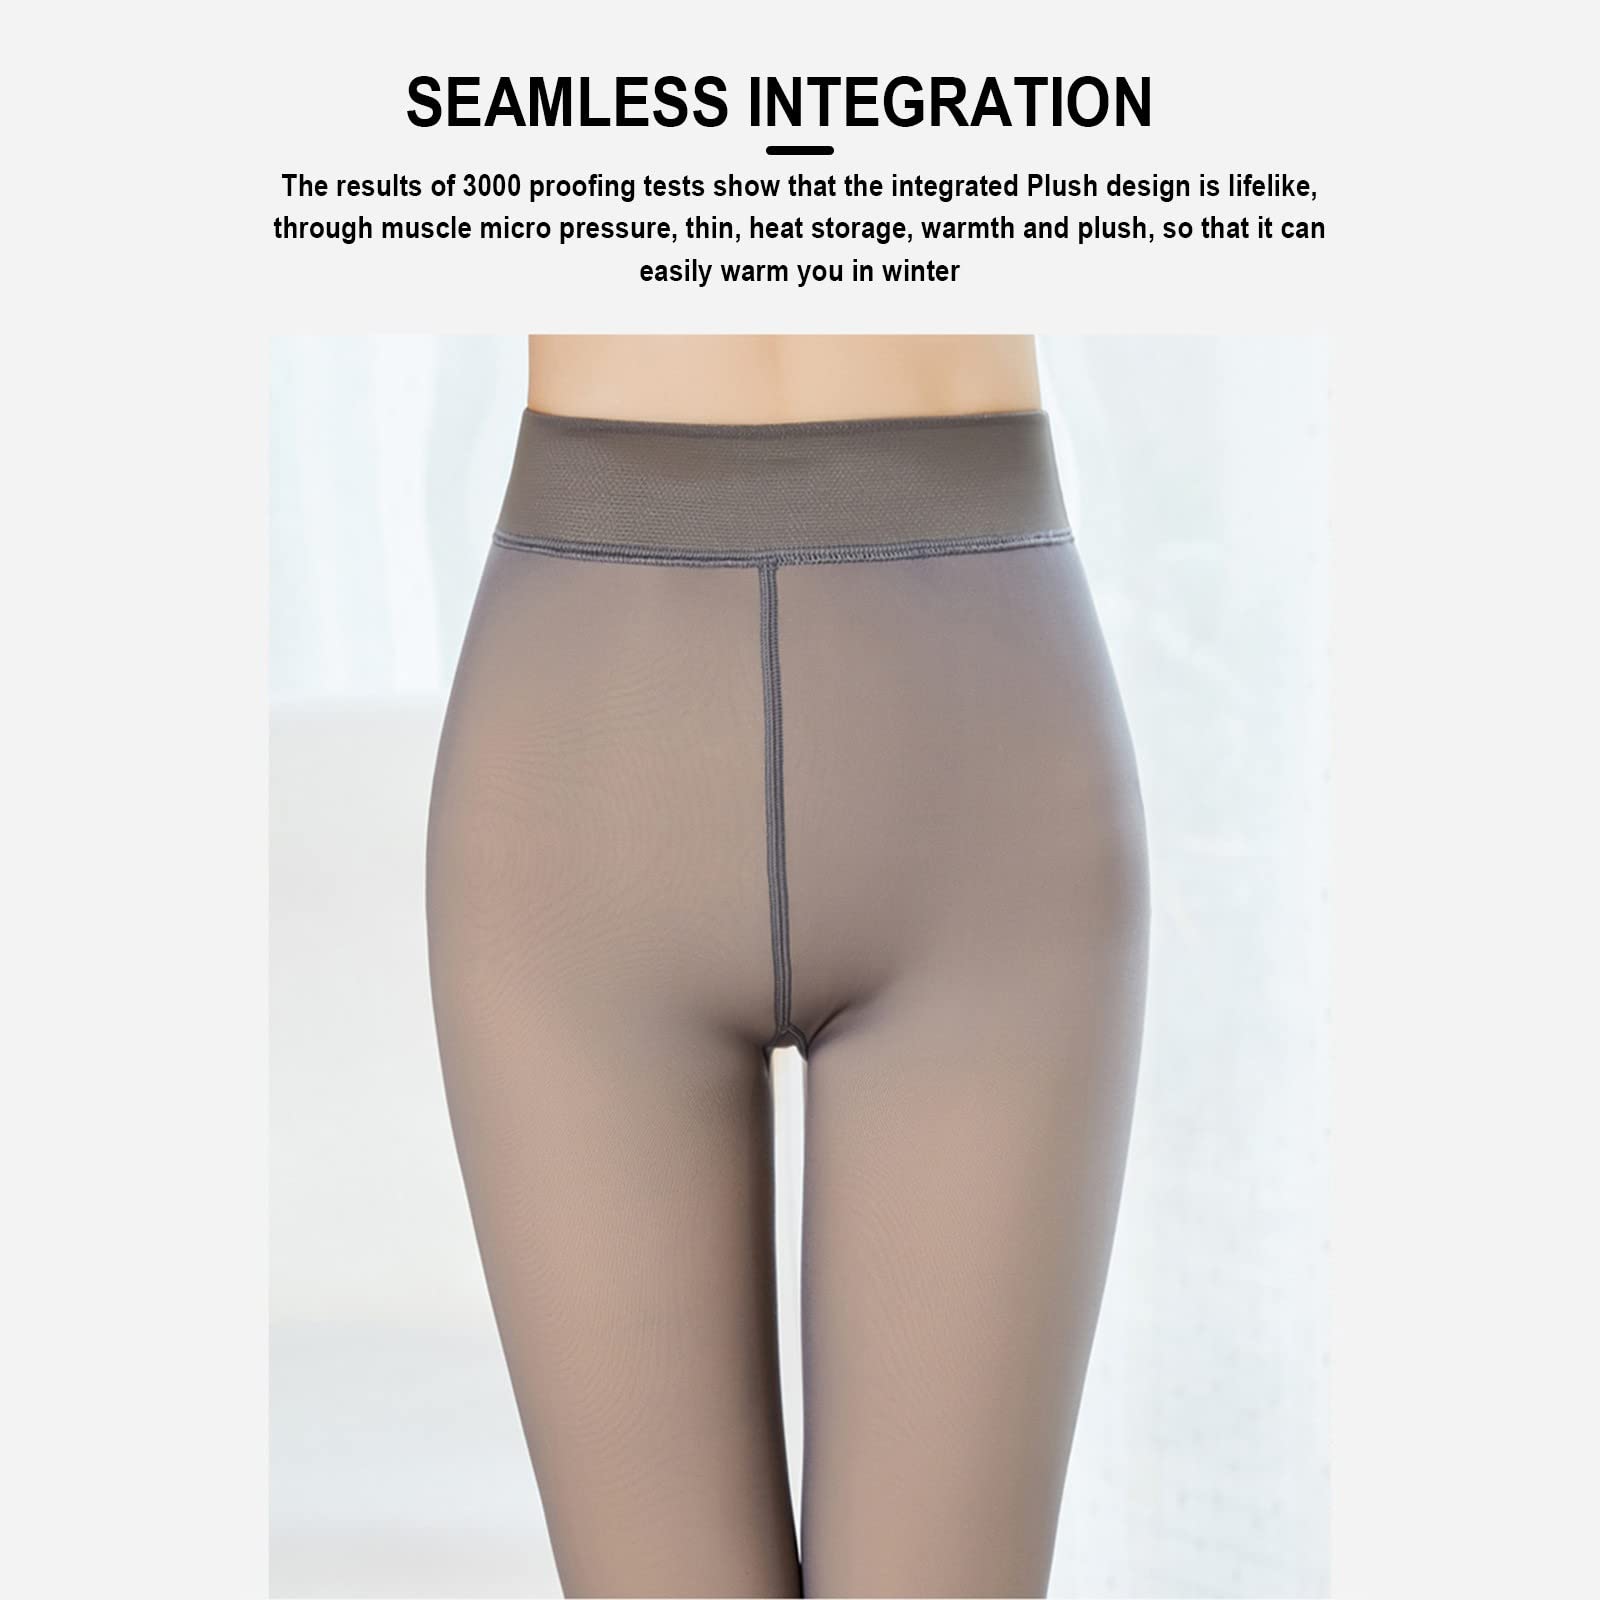 SEAMLESS INTEGRATION
The results of 3000 proofing tests show that the integrated Plush design is lifelike,
through muscle micro pressure, thin, heat storage, warmth and plush, so that it can
easily warm you in winter